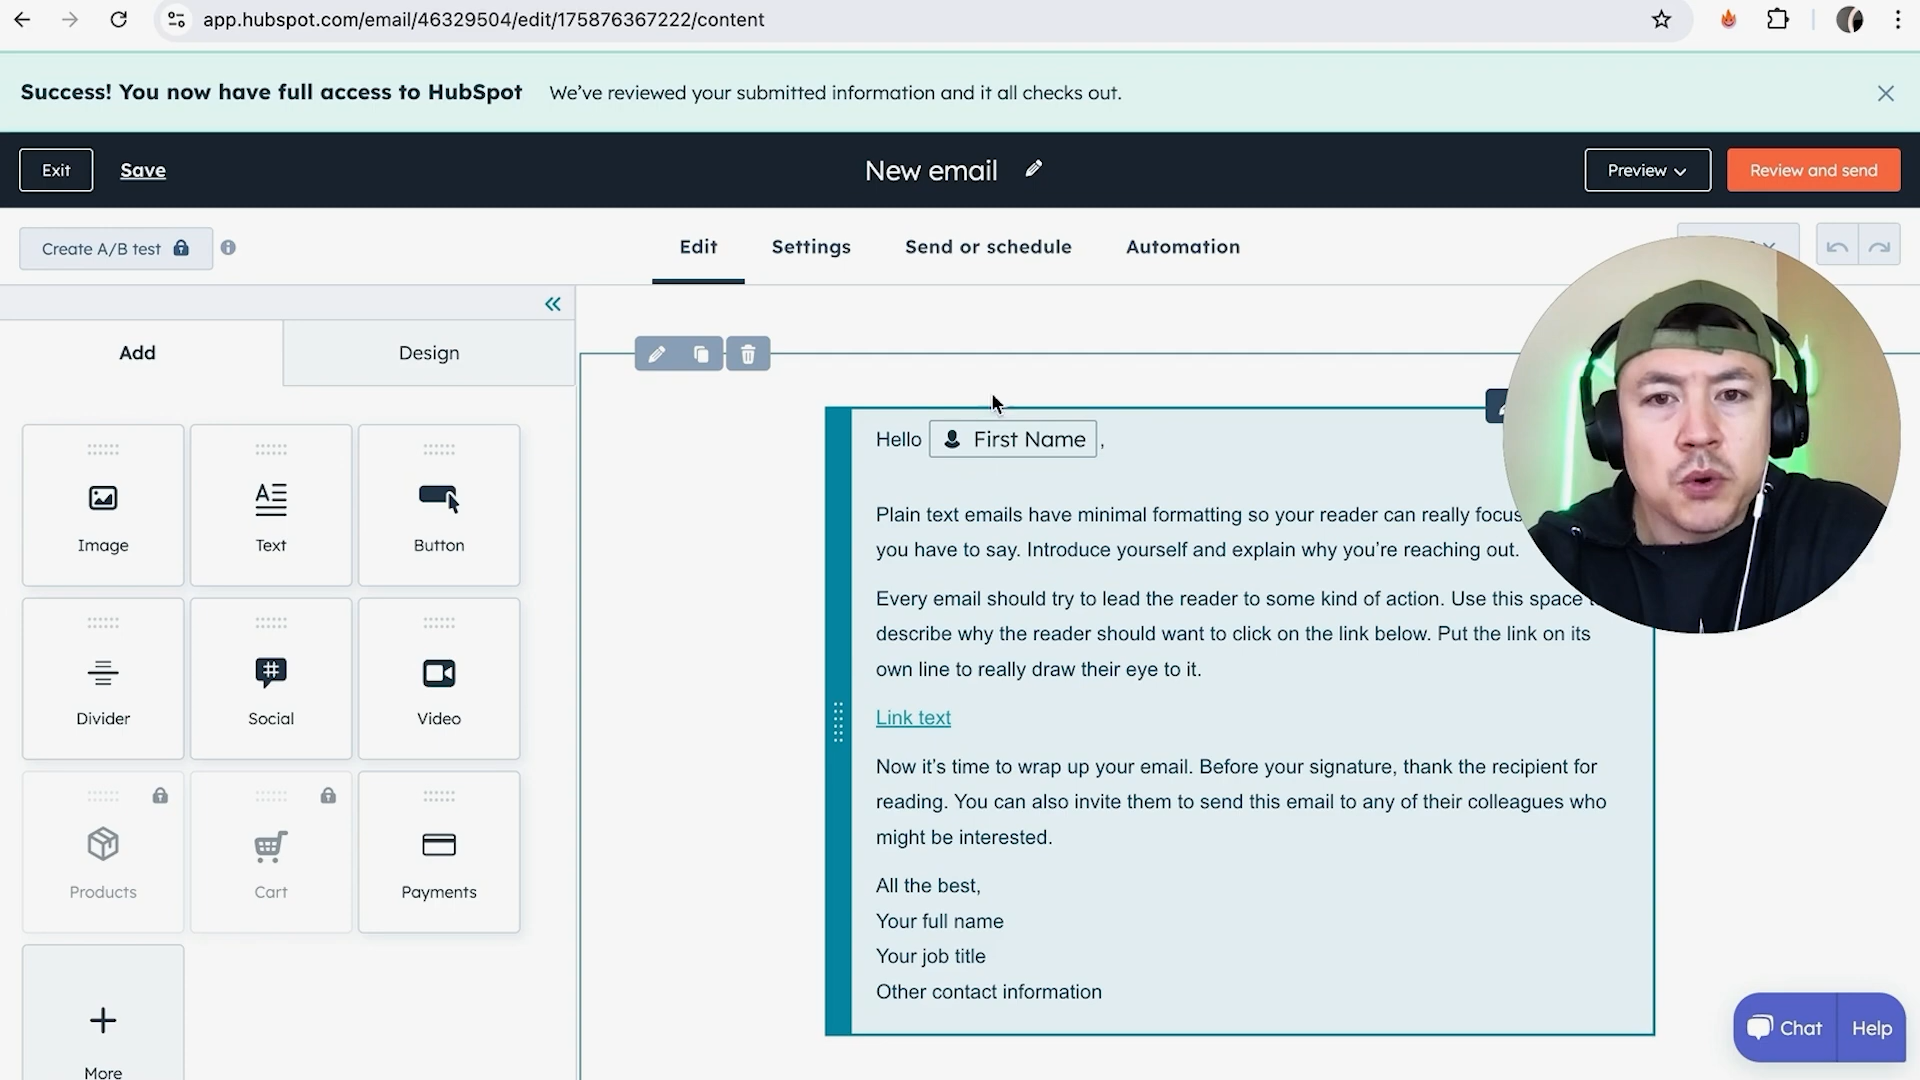 app.hubspot.com/email/46329504/edit/175876367222/content
Success! You now have full access to HubSpot We've reviewed your submitted information and it all checks out.
Exit Save New email Preview Review and send
Create A/B test Edit Settings Send or schedule Automation
Add Design
Image Text Button
Divider Social Video
Products Cart Payments
More
Hello First Name ,
Plain text emails have minimal formatting so your reader can really focus
you have to say. Introduce yourself and explain why you're reaching out.
Every email should try to lead the reader to some kind of action. Use this space
describe why the reader should want to click on the link below. Put the link on its
own line to really draw their eye to it.
Link text
Now it's time to wrap up your email. Before your signature, thank the recipient for
reading. You can also invite them to send this email to any of their colleagues who
might be interested.
All the best,
Your full name
Your job title
Other contact information
Chat Help